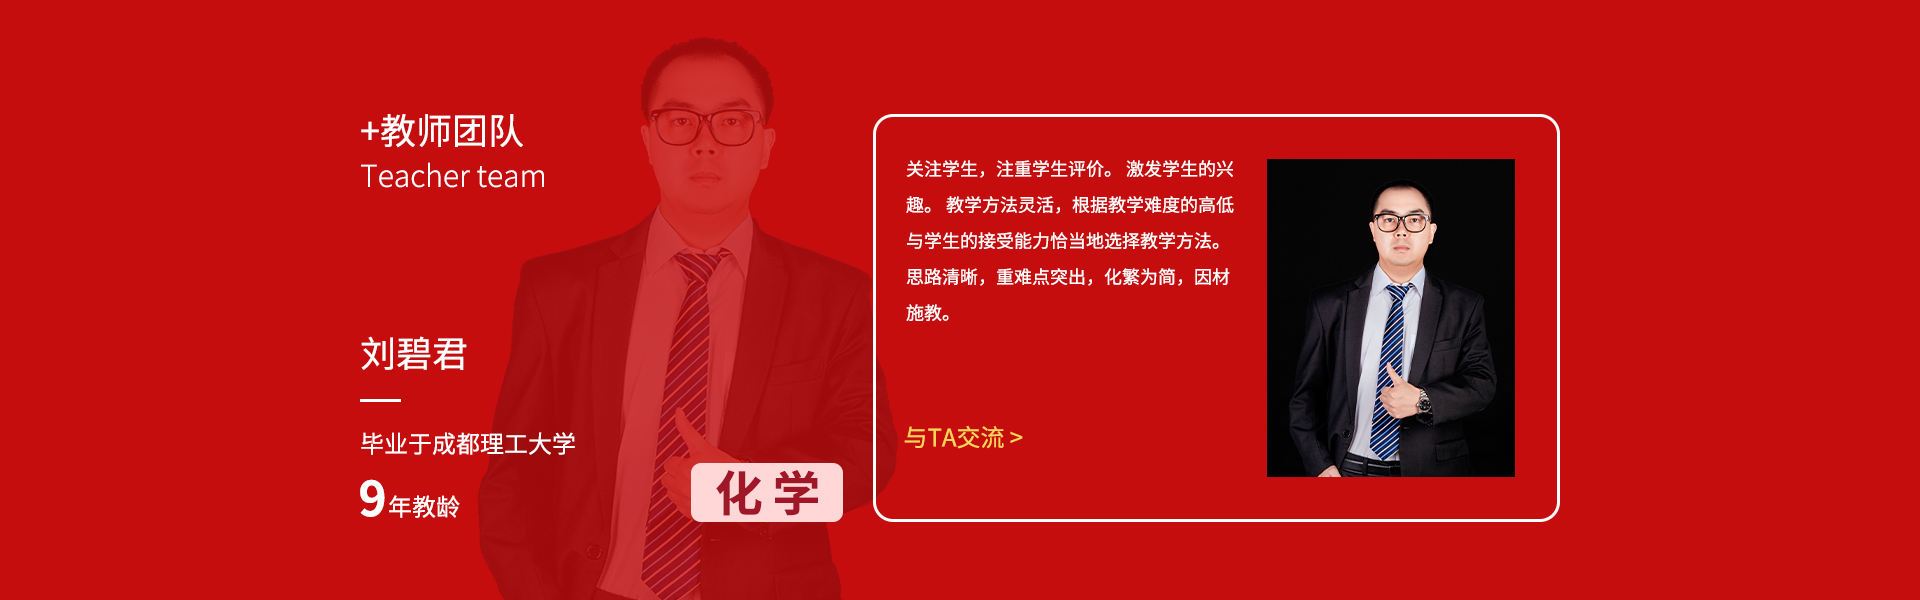 +教师团队
Teacher team
刘碧君
毕业于成都理工大学
9年教龄
化学
关注学生，注重学生评价。 激发学生的兴
趣。 教学方法灵活，根据教学难度的高低
与学生的接受能力恰当地选择教学方法。
思路清晰，重难点突出，化繁为简，因材
施教。
与TA交流 >